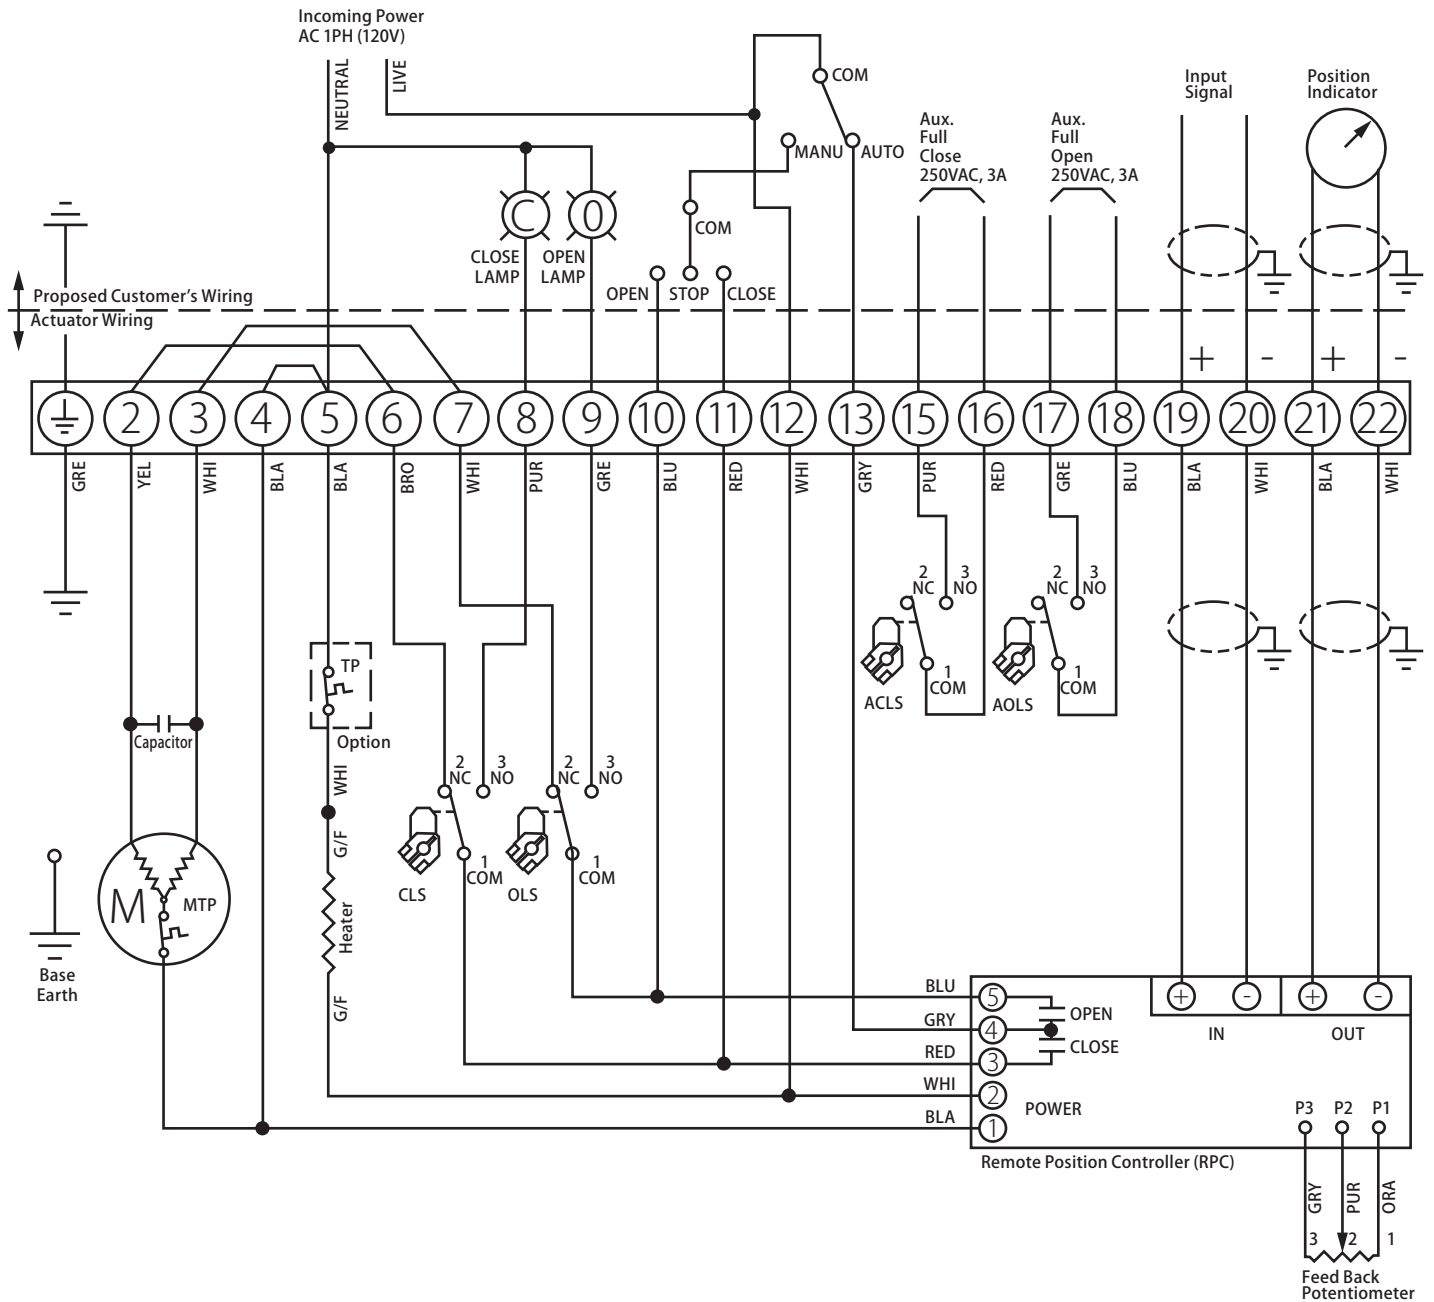 Incoming Power
AC 1PH (120V)
NEUTRAL
LIVE
COM
MANU
AUTO
Aux.
Full
Close
250VAC, 3A
Aux.
Full
Open
250VAC, 3A
Input
Signal
Position
Indicator
C
O
CLOSE
LAMP
OPEN
LAMP
COM
OPEN
STOP
CLOSE
Proposed Customer's Wiring
Actuator Wiring
+ - + -
2 3 4 5 6 7 8 9 10 11 12 13 15 16 17 18 19 20 21 22
GRE
YEL
WHI
BLA
BLA
BRO
WHI
PUR
GRE
BLU
RED
WHI
GRY
PUR
RED
GRE
BLU
BLA
WHI
BLA
WHI
2
NC
3
NO
1
COM
ACLS
2
NC
3
NO
1
COM
AOLS
TP
Option
Capacitor
WHI
G/F
Heater
G/F
2
NC
3
NO
1
COM
CLS
2
NC
3
NO
1
COM
OLS
M
MTP
Base
Earth
BLU
5
OPEN
GRY
4
RED
3
CLOSE
WHI
2
POWER
BLA
1
+ - + -
IN
OUT
P3 P2 P1
Remote Position Controller (RPC)
GRY
PUR
ORA
3 2 1
Feed Back
Potentiometer